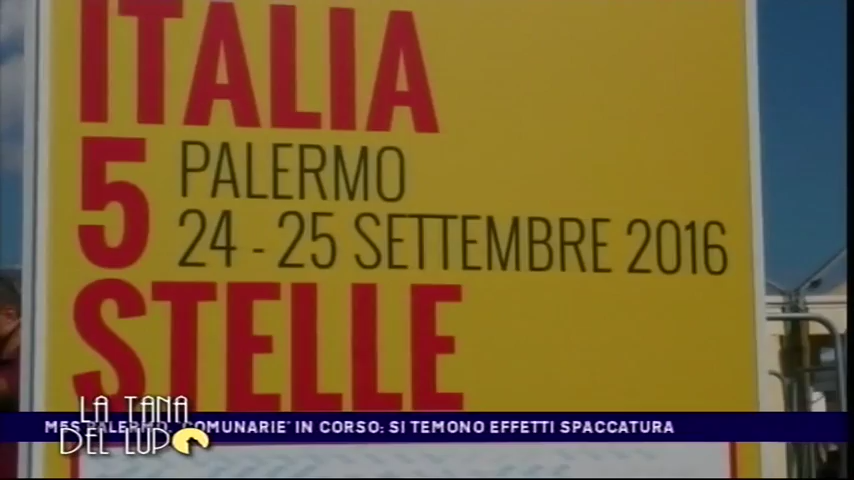 ITALIA
5
PALERMO
24 - 25 SETTEMBRE 2016
STELLE
LA TANA
DEL LUPO
PALERMO, "COMUNARIE" IN CORSO: SI TEMONO EFFETTI SPACCATURA